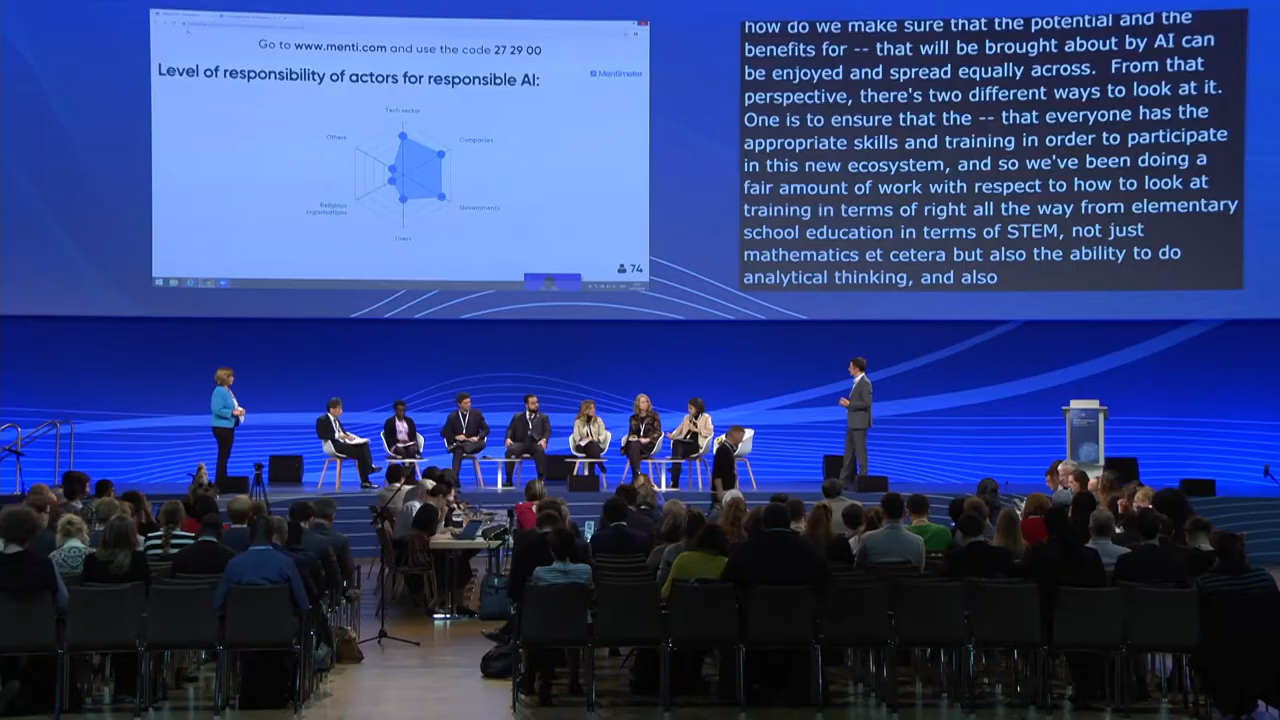 Go to www.menti.com and use the code 27 29 00
Level of responsibility of actors for responsible AI:
Mentimeter
Tech sector
Others
Companies
Religious
organisations
Governments
Users
74
how do we make sure that the potential and the
benefits for -- that will be brought about by AI can
be enjoyed and spread equally across.  From that
perspective, there's two different ways to look at it.
One is to ensure that the -- that everyone has the
appropriate skills and training in order to participate
in this new ecosystem, and so we've been doing a
fair amount of work with respect to how to look at
training in terms of right all the way from elementary
school education in terms of STEM, not just
mathematics et cetera but also the ability to do
analytical thinking, and also